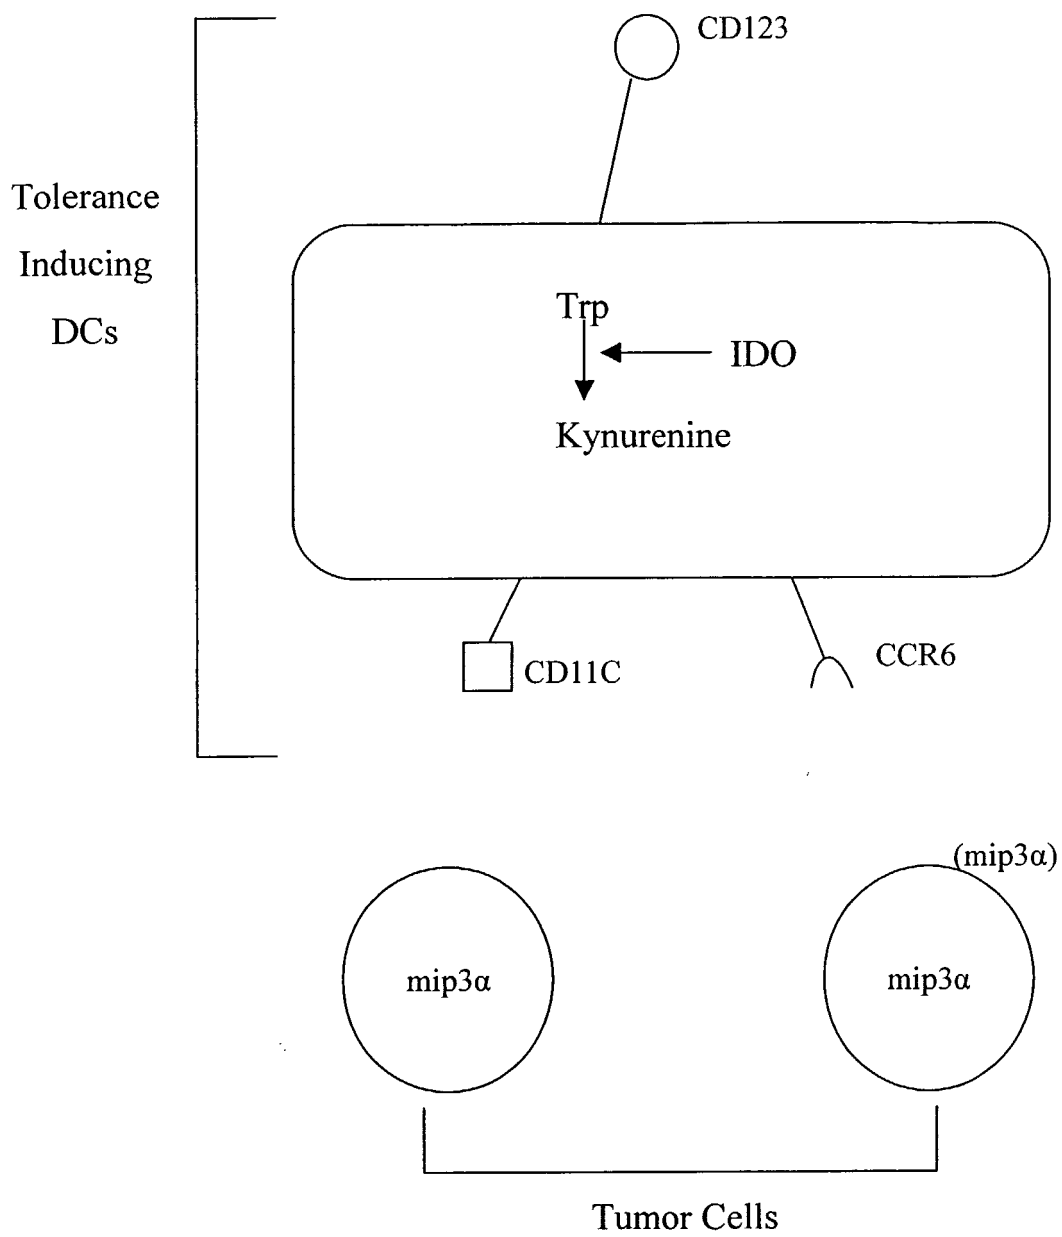 CD123
Tolerance
Inducing
DCs
Trp
IDO
Kynurenine
CD11C
CCR6
(mip3α)
mip3α
mip3α
Tumor Cells